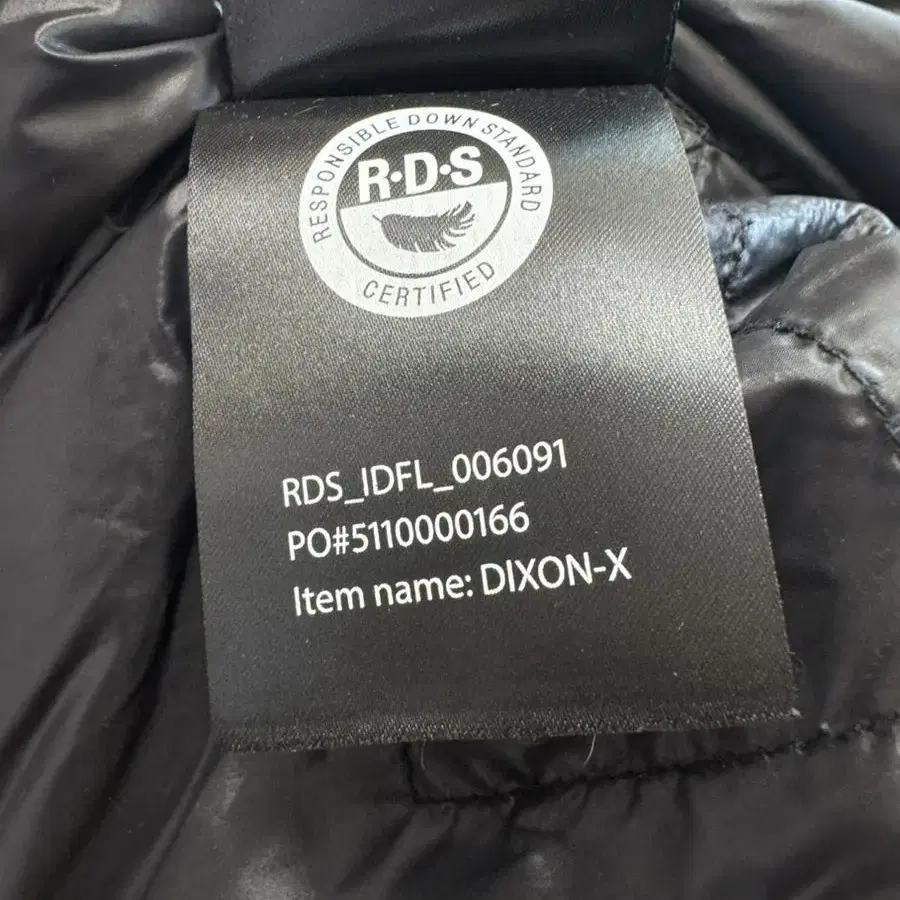 RESPONSIBLE DOWN STANDARD
R·D·S
CERTIFIED
RDS_IDFL_006091
PO#5110000166
Item name: DIXON-X